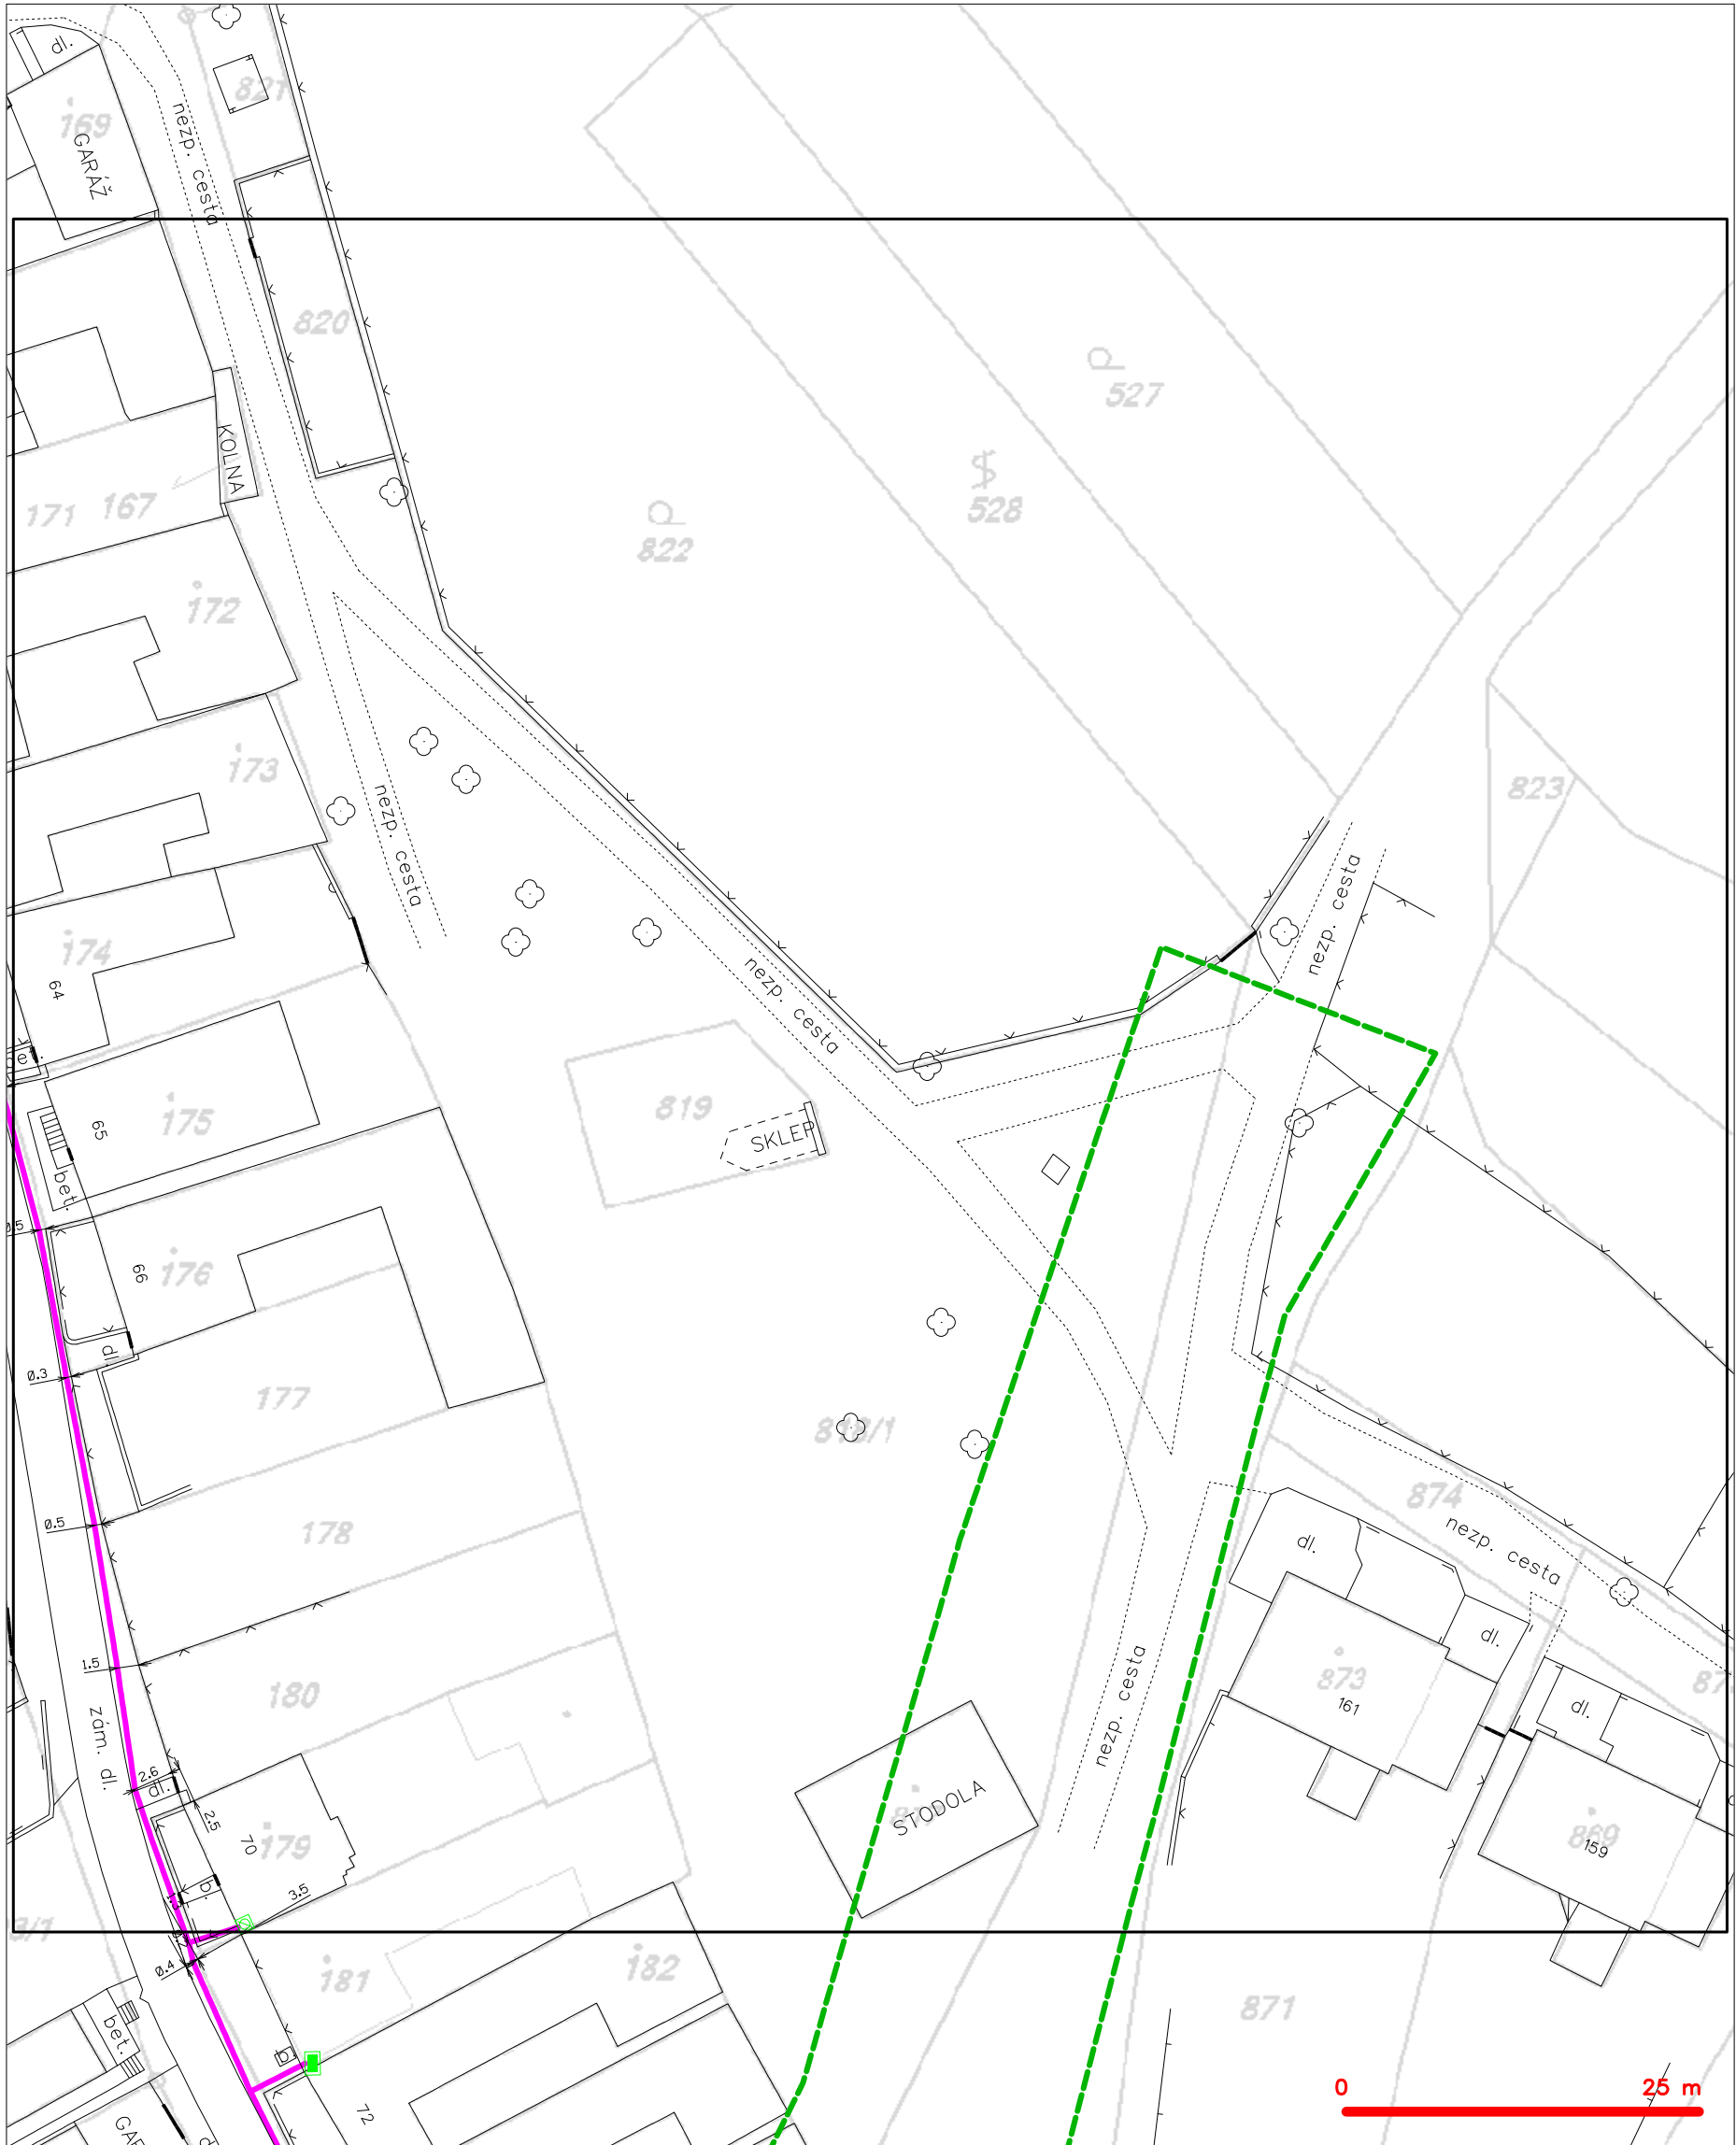 dl.
169
GARÁŽ
821
nezp. cesta
820
527
528
822
KOLNA
171
167
172
173
823
nezp. cesta
nezp. cesta
nezp. cesta
174
64
819
SKLEP
175
65
bet.
0.5
176
66
dl.
0.3
177
874
nezp. cesta
0.5
178
dl.
dl.
1.5
180
zám. dl.
nezp. cesta
873
161
dl.
2.6
dl.
2.5
70
179
STODOLA
869
159
b.
3.5
0.4
181
182
871
bet.
b.
72
0
25 m